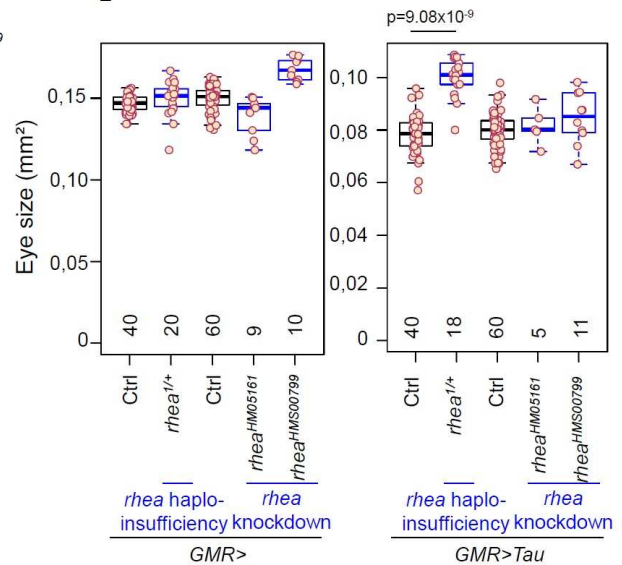 p=9.08x10⁻⁹
9
Eye size (mm²)
0,15
0,10
0,05
0
40 20 60 9 10
Ctrl
rhea¹/⁺
Ctrl
rheaᴴᴹ⁰⁵¹⁶¹
rheaᴴᴹˢ⁰⁰⁷⁹⁹
rhea haplo-
insufficiency
rhea
knockdown
GMR>
0,10
0,08
0,06
0,04
0,02
0
40 18 60 5 11
Ctrl
rhea¹/⁺
Ctrl
rheaᴴᴹ⁰⁵¹⁶¹
rheaᴴᴹˢ⁰⁰⁷⁹⁹
rhea haplo-
insufficiency
rhea
knockdown
GMR>Tau